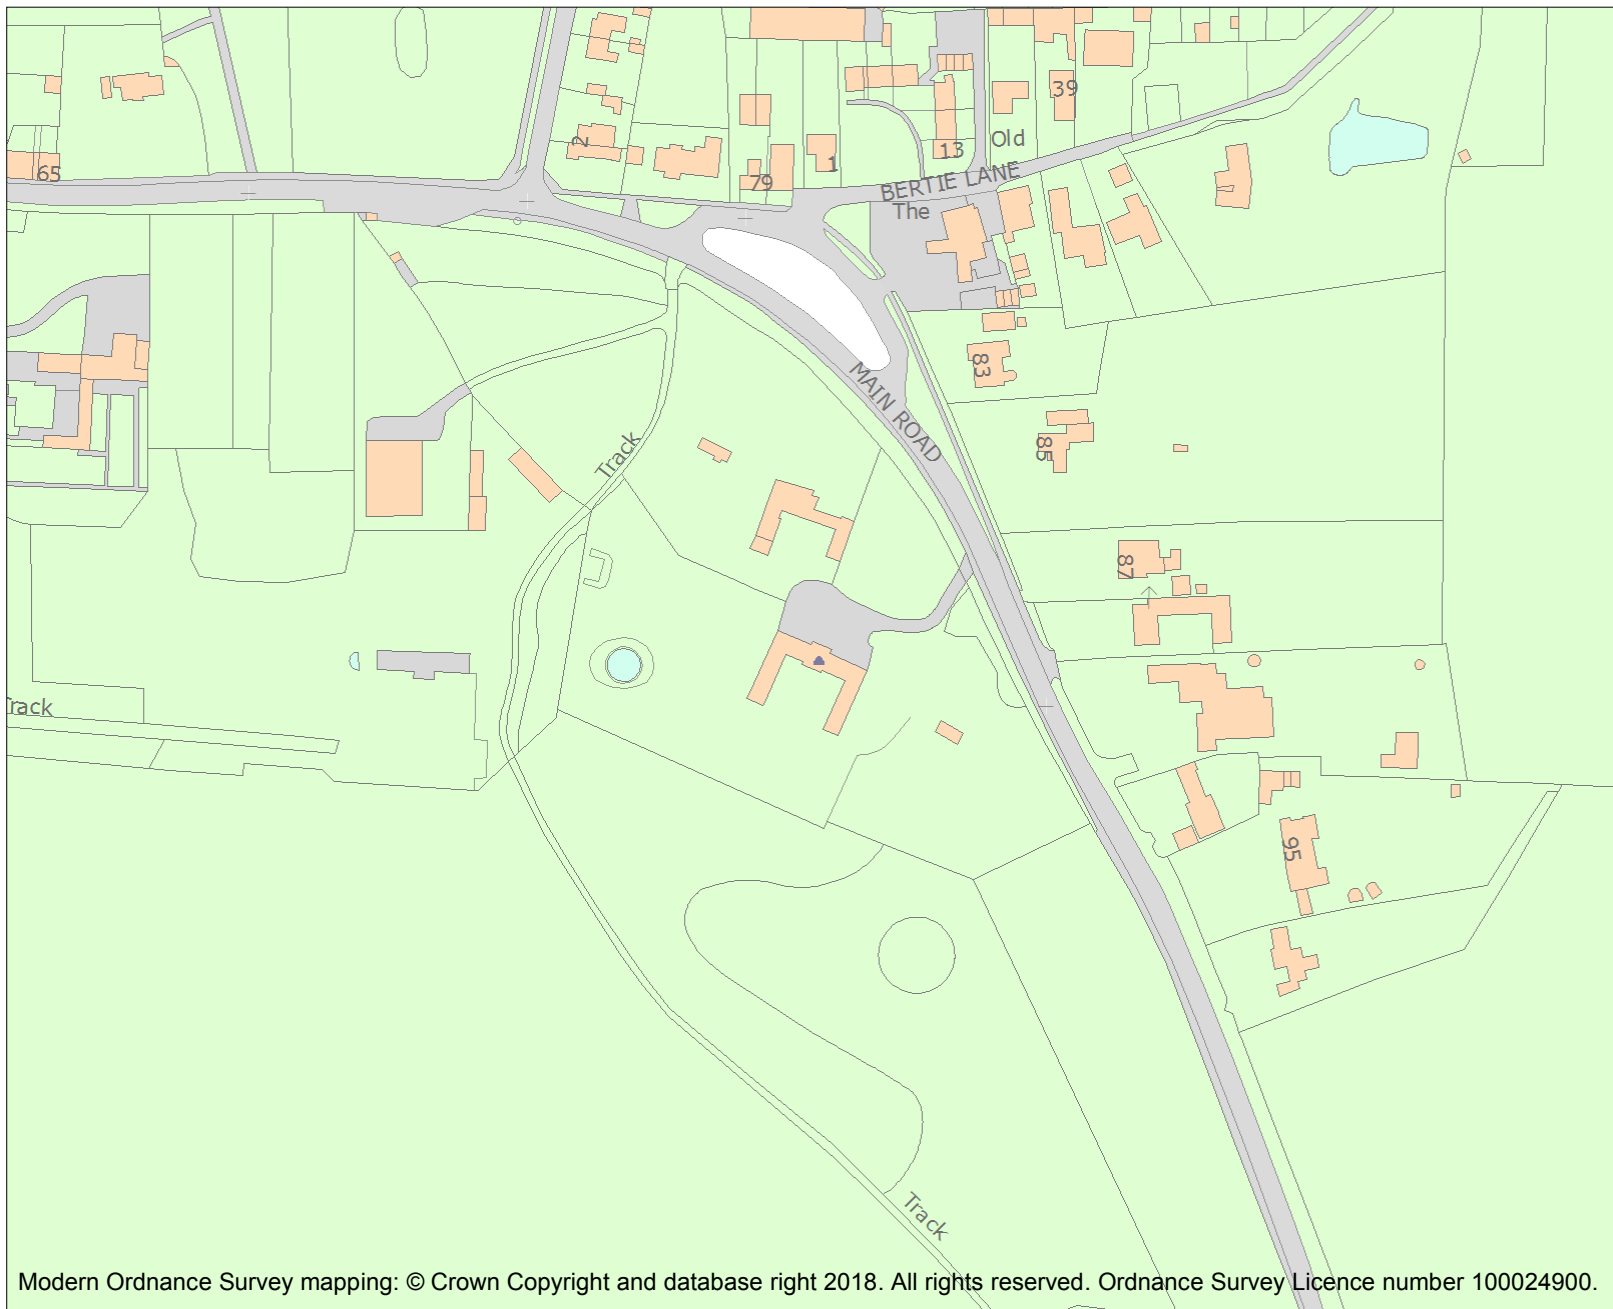 39
2
Old
13
65
1
79
BERTIE LANE
The
83
MAIN ROAD
85
Track
87
Track
95
Track
Modern Ordnance Survey mapping: © Crown Copyright and database right 2018. All rights reserved. Ordnance Survey Licence number 100024900.